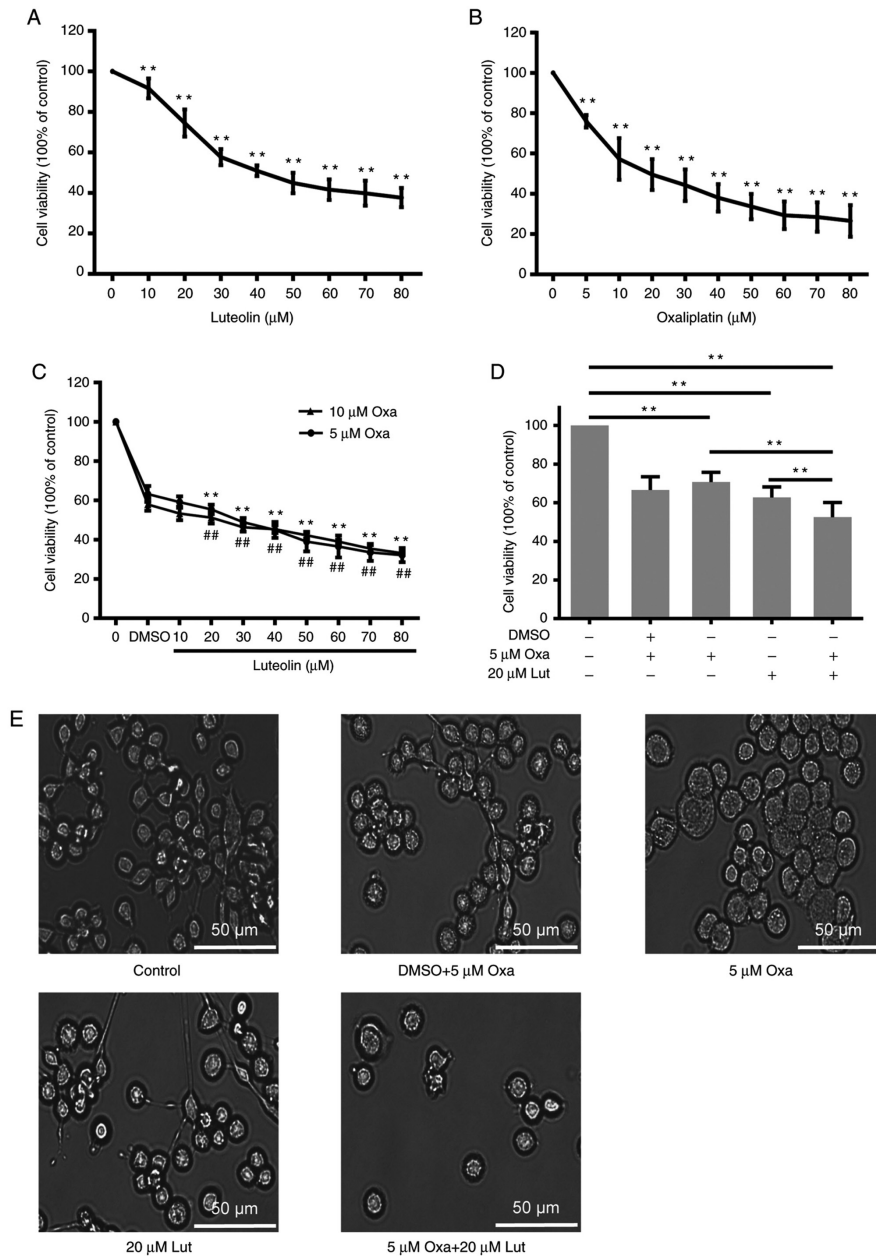 A
120
100
80
60
40
20
0
Cell viability (100% of control)
** ** ** ** ** ** ** **
0 10 20 30 40 50 60 70 80
Luteolin (μM)
B
120
100
80
60
40
20
0
Cell viability (100% of control)
** ** ** ** ** ** ** ** **
0 5 10 20 30 40 50 60 70 80
Oxaliplatin (μM)
C
120
100
80
60
40
20
0
Cell viability (100% of control)
10 μM Oxa
5 μM Oxa
** ** ** ** ** ** **
## ## ## ## ## ## ##
0 DMSO 10 20 30 40 50 60 70 80
Luteolin (μM)
D
100
80
60
40
20
0
Cell viability (100% of control)
**
**
**
**
**
DMSO – + – – –
5 μM Oxa – + + – +
20 μM Lut – – – + +
E
50 μm
Control
50 μm
DMSO+5 μM Oxa
50 μm
5 μM Oxa
50 μm
20 μM Lut
50 μm
5 μM Oxa+20 μM Lut